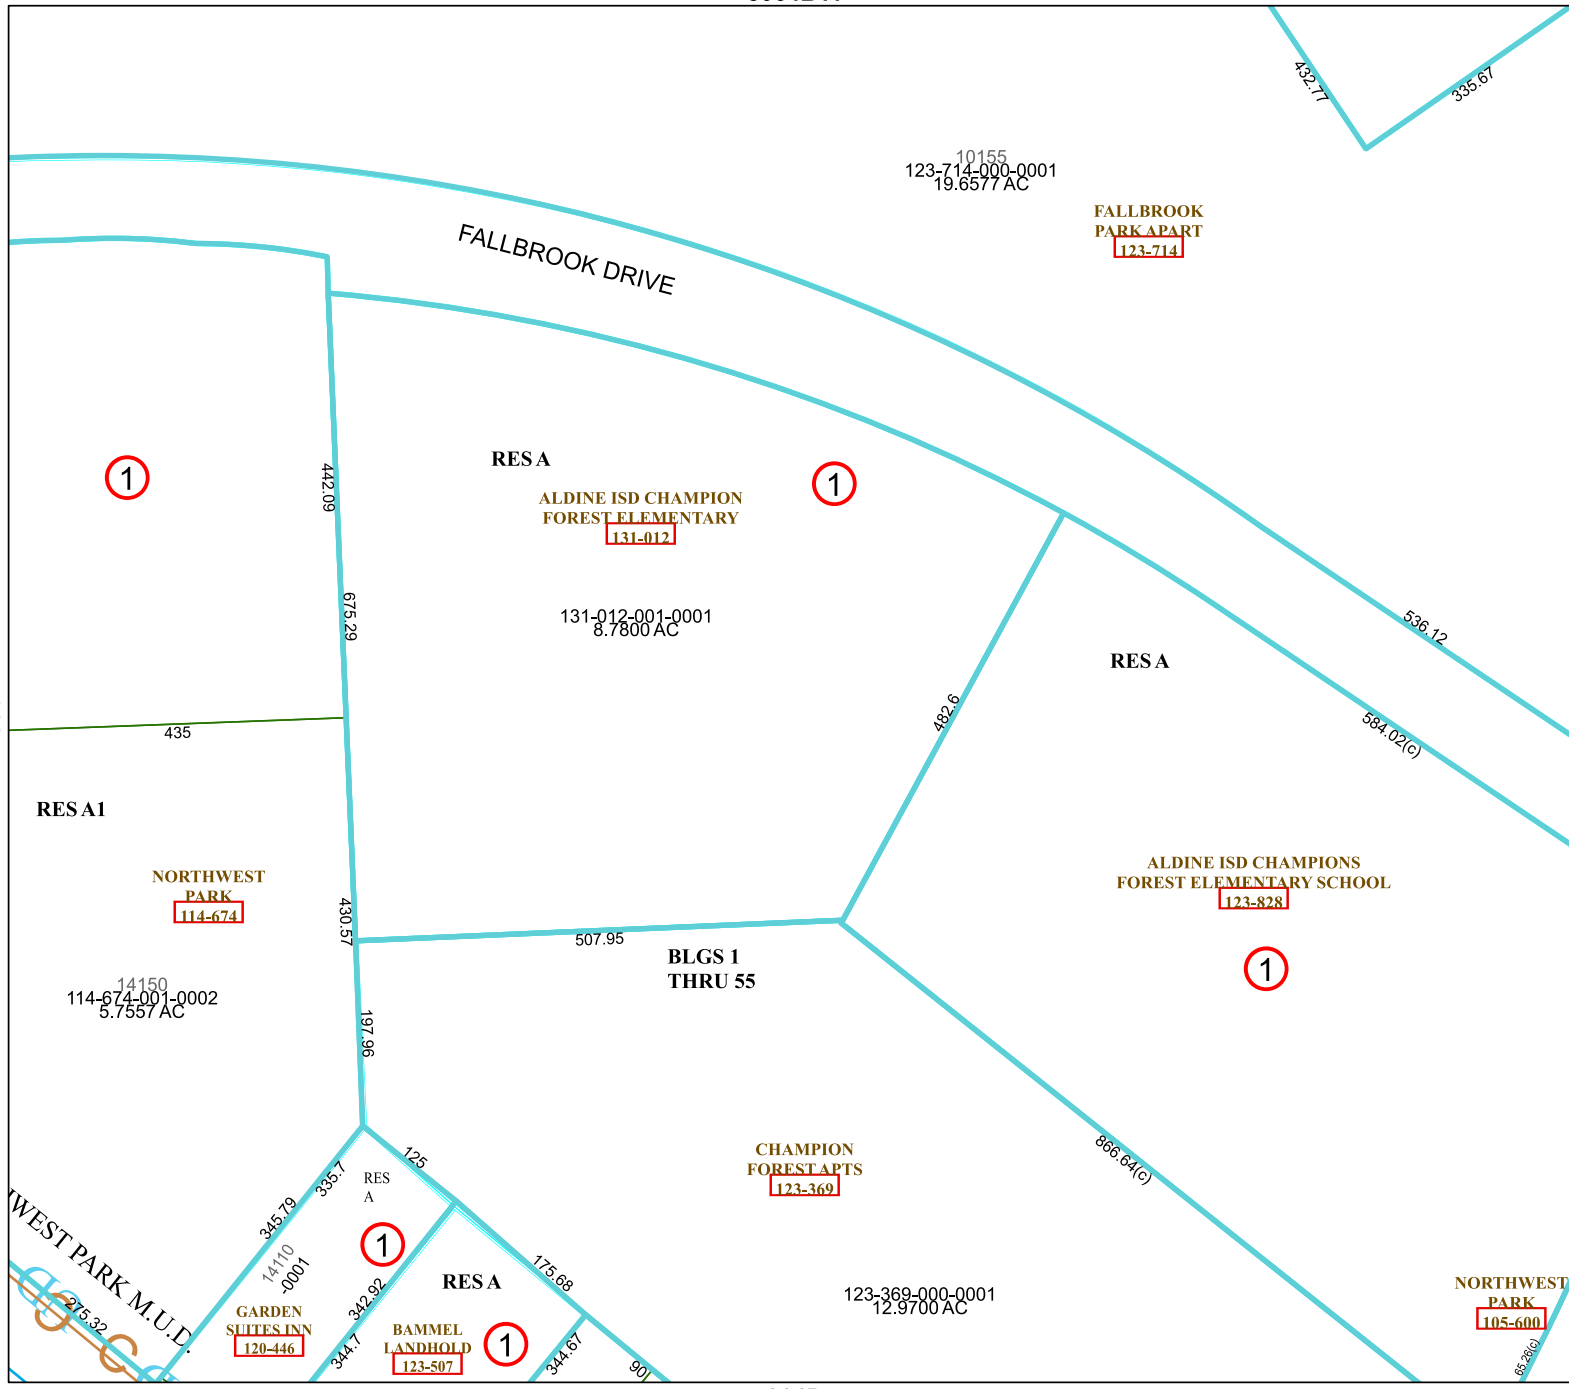 432.77
335.67
10155
123-714-000-0001
19.6577 AC
FALLBROOK
PARK APART
123-714
FALLBROOK DRIVE
1
442.09
RES A
1
ALDINE ISD CHAMPION
FOREST ELEMENTARY
131-012
675.29
131-012-001-0001
8.7800 AC
536.12
RES A
482.6
584.02(c)
435
RES A1
NORTHWEST
PARK
114-674
430.57
ALDINE ISD CHAMPIONS
FOREST ELEMENTARY SCHOOL
123-828
507.95
BLGS 1
THRU 55
1
14150
114-674-001-0002
5.7557 AC
197.96
125
335.7
RES
A
CHAMPION
FOREST APTS
123-369
866.64(c)
345.79
1
WEST PARK M.U.D.
14110
-0001
342.92
RES A
175.68
123-369-000-0001
12.9700 AC
NORTHWEST
PARK
105-600
275.32
GARDEN
SUITES INN
120-446
BAMMEL
LANDHOLD
123-507
1
344.7
344.67
90
65.26(c)